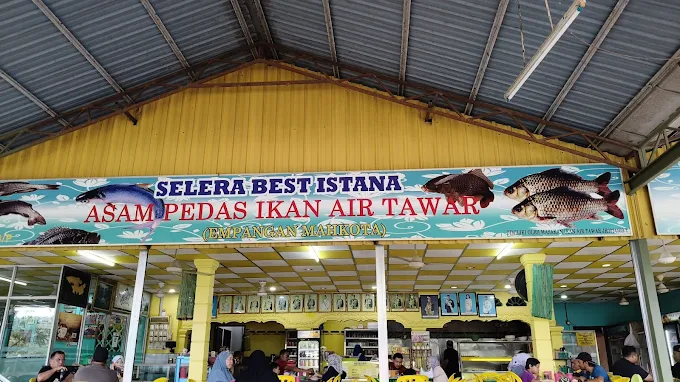 SELERA BEST ISTANA
ASAM PEDAS IKAN AIR TAWAR
(EMPANGAN MAHKOTA)